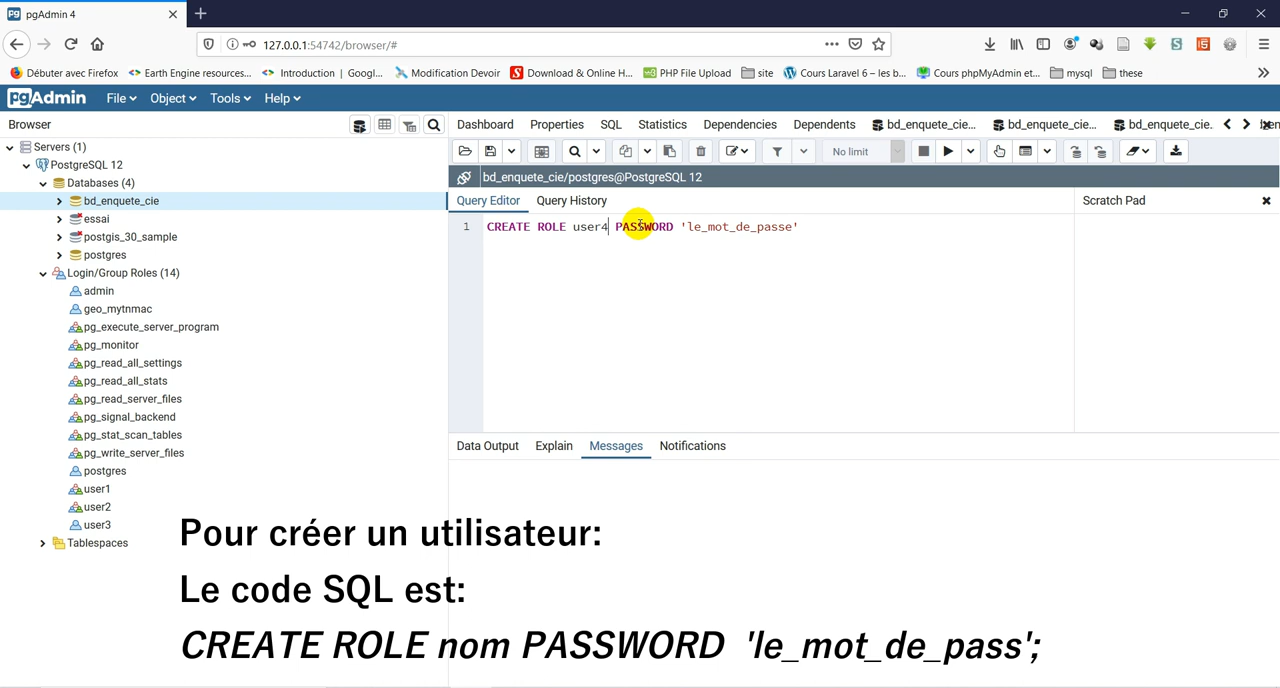 pgAdmin 4
127.0.0.1:54742/browser/#
Débuter avec Firefox
Earth Engine resources...
Introduction | Googl...
Modification Devoir
Download & Online H...
PHP File Upload
site
Cours Laravel 6 – les b...
Cours phpMyAdmin et...
mysql
these
pgAdmin
File
Object
Tools
Help
Browser
Dashboard
Properties
SQL
Statistics
Dependencies
Dependents
bd_enquete_cie...
bd_enquete_cie...
bd_enquete_cie.
Servers (1)
PostgreSQL 12
Databases (4)
bd_enquete_cie
essai
postgis_30_sample
postgres
Login/Group Roles (14)
admin
geo_mytnmac
pg_execute_server_program
pg_monitor
pg_read_all_settings
pg_read_all_stats
pg_read_server_files
pg_signal_backend
pg_stat_scan_tables
pg_write_server_files
postgres
user1
user2
user3
Tablespaces
No limit
bd_enquete_cie/postgres@PostgreSQL 12
Query Editor
Query History
Scratch Pad
1 CREATE ROLE user4 PASSWORD 'le_mot_de_passe'
Data Output
Explain
Messages
Notifications
Pour créer un utilisateur:
Le code SQL est:
CREATE ROLE nom PASSWORD 'le_mot_de_pass';